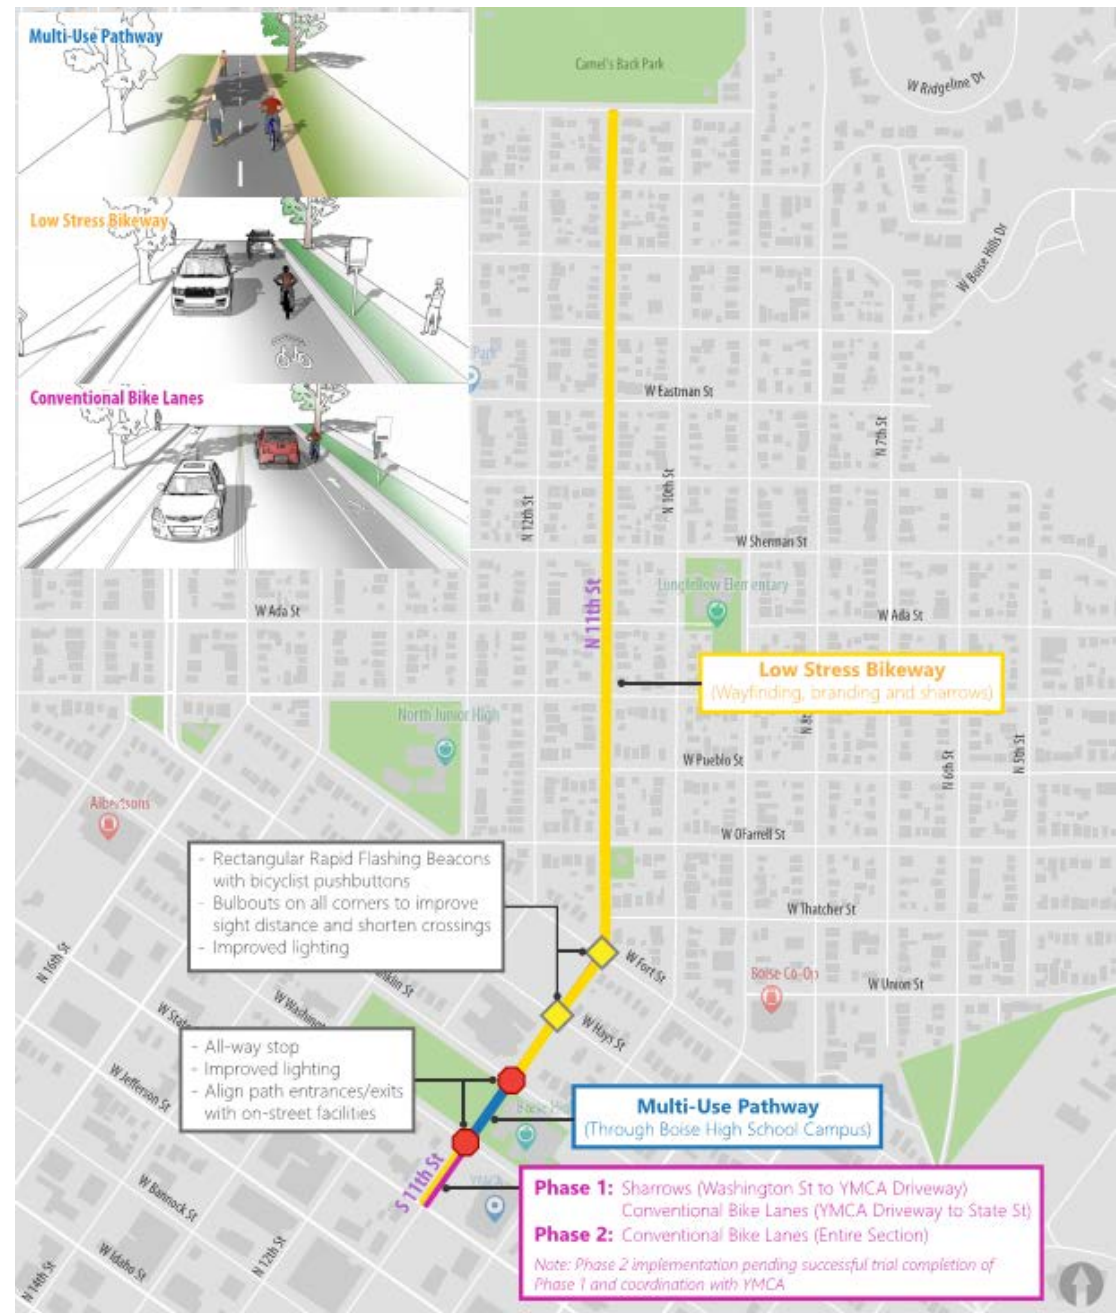 Multi-Use Pathway
Low Stress Bikeway
Conventional Bike Lanes
Camel's Back Park
W Ridgeline Dr
W Boise Hills Dr
Park
W Eastman St
N 7th St
N 10th St
N 12th St
W Sherman St
Longfellow Elementary
N 11th St
W Ada St
W Ada St
Low Stress Bikeway
(Wayfinding, branding and sharrows)
North Junior High
N 8t
W Pueblo St
N 6th St
N 5th St
Albertsons
W OFarrell St
- Rectangular Rapid Flashing Beacons
with bicyclist pushbuttons
- Bulbouts on all corners to improve
sight distance and shorten crossings
- Improved lighting
W Thatcher St
N 16th St
W Fort St
Boise Co-Op
W Union St
nklin St
W Washingt
W State
W Hays St
- All-way stop
- Improved lighting
- Align path entrances/exits
with on-street facilities
W Jefferson St
Multi-Use Pathway
(Through Boise High School Campus)
S 11th St
YMCA
Phase 1: Sharrows (Washington St to YMCA Driveway)
Conventional Bike Lanes (YMCA Driveway to State St)
Phase 2: Conventional Bike Lanes (Entire Section)
Note: Phase 2 implementation pending successful trial completion of
Phase 1 and coordination with YMCA
W Bannock St
W Idaho St
N 12th St
N 14th St